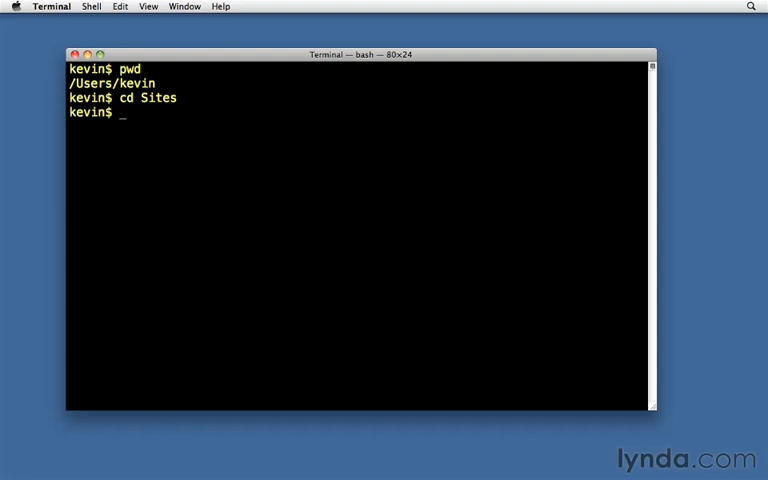 Terminal Shell Edit View Window Help
Terminal — bash — 80×24
kevin$ pwd
/Users/kevin
kevin$ cd Sites
kevin$ _
lynda.com